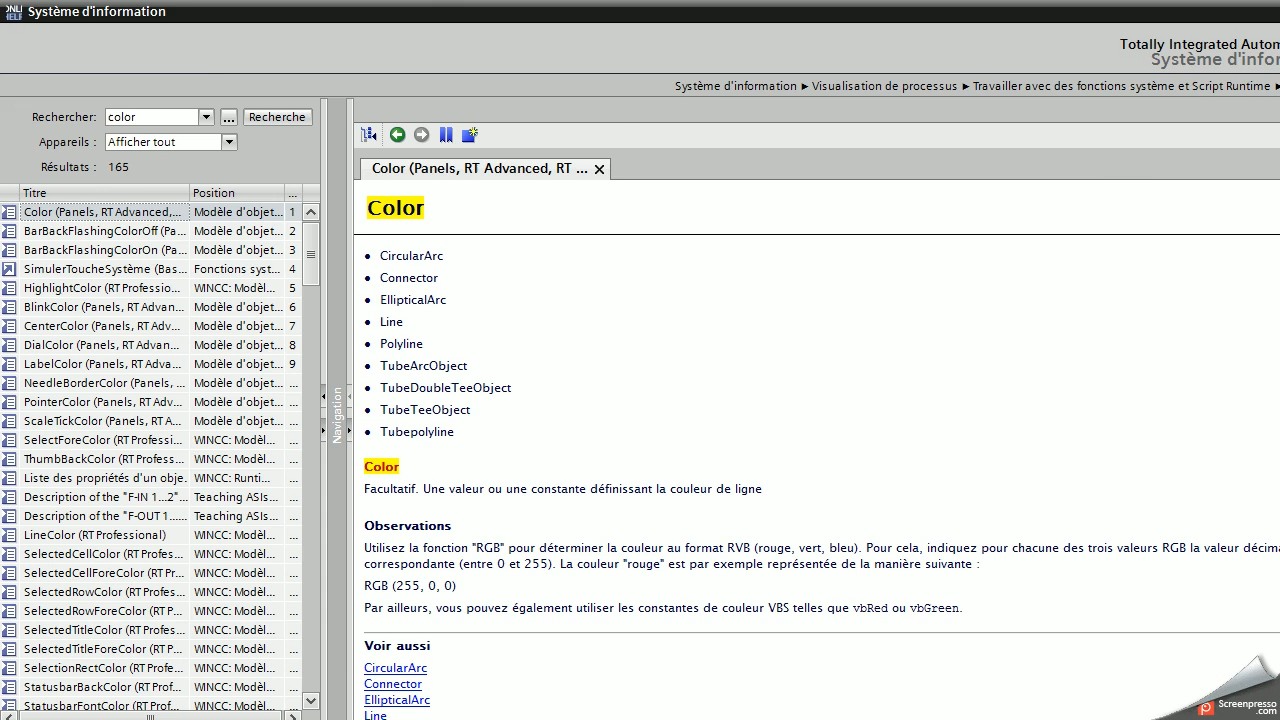 ONLI
HELP
Système d'information
Totally Integrated Autom
Système d'infor
Système d'information ► Visualisation de processus ► Travailler avec des fonctions système et Script Runtime ►
Rechercher: color ... Recherche
Appareils : Afficher tout
Résultats : 165
Titre Position ...
Color (Panels, RT Advanced,... Modèle d'objet... 1
BarBackFlashingColorOff (Pa... Modèle d'objet... 2
BarBackFlashingColorOn (Pa... Modèle d'objet... 3
SimulerToucheSystème (Bas... Fonctions syst... 4
HighlightColor (RT Professio... WINCC: Modèl... 5
BlinkColor (Panels, RT Advan... Modèle d'objet... 6
CenterColor (Panels, RT Adv... Modèle d'objet... 7
DialColor (Panels, RT Advanc... Modèle d'objet... 8
LabelColor (Panels, RT Adva... Modèle d'objet... 9
NeedleBorderColor (Panels, ... Modèle d'objet... ...
PointerColor (Panels, RT Adv... Modèle d'objet... ...
ScaleTickColor (Panels, RT A... Modèle d'objet... ...
SelectForeColor (RT Professi... WINCC: Modèl... ...
ThumbBackColor (RT Profess... WINCC: Modèl... ...
Liste des propriétés d'un obje... WINCC: Runti... ...
Description of the "F-IN 1...2"... Teaching ASIs... ...
Description of the "F-OUT 1...... Teaching ASIs... ...
LineColor (RT Professional) WINCC: Modèl... ...
SelectedCellColor (RT Profes... WINCC: Modèl... ...
SelectedCellForeColor (RT Pr... WINCC: Modèl... ...
SelectedRowColor (RT Profes... WINCC: Modèl... ...
SelectedRowForeColor (RT P... WINCC: Modèl... ...
SelectedTitleColor (RT Profes... WINCC: Modèl... ...
SelectedTitleForeColor (RT P... WINCC: Modèl... ...
SelectionRectColor (RT Profes... WINCC: Modèl... ...
StatusbarBackColor (RT Prof... WINCC: Modèl... ...
StatusbarFontColor (RT Prof... WINCC: Modèl... ...
Navigation
Color (Panels, RT Advanced, RT ...
Color
• CircularArc
• Connector
• EllipticalArc
• Line
• Polyline
• TubeArcObject
• TubeDoubleTeeObject
• TubeTeeObject
• Tubepolyline
Color
Facultatif. Une valeur ou une constante définissant la couleur de ligne
Observations
Utilisez la fonction "RGB" pour déterminer la couleur au format RVB (rouge, vert, bleu). Pour cela, indiquez pour chacune des trois valeurs RGB la valeur décima
correspondante (entre 0 et 255). La couleur "rouge" est par exemple représentée de la manière suivante :
RGB (255, 0, 0)
Par ailleurs, vous pouvez également utiliser les constantes de couleur VBS telles que vbRed ou vbGreen.
Voir aussi
CircularArc
Connector
EllipticalArc
Line
Screenpresso
.com